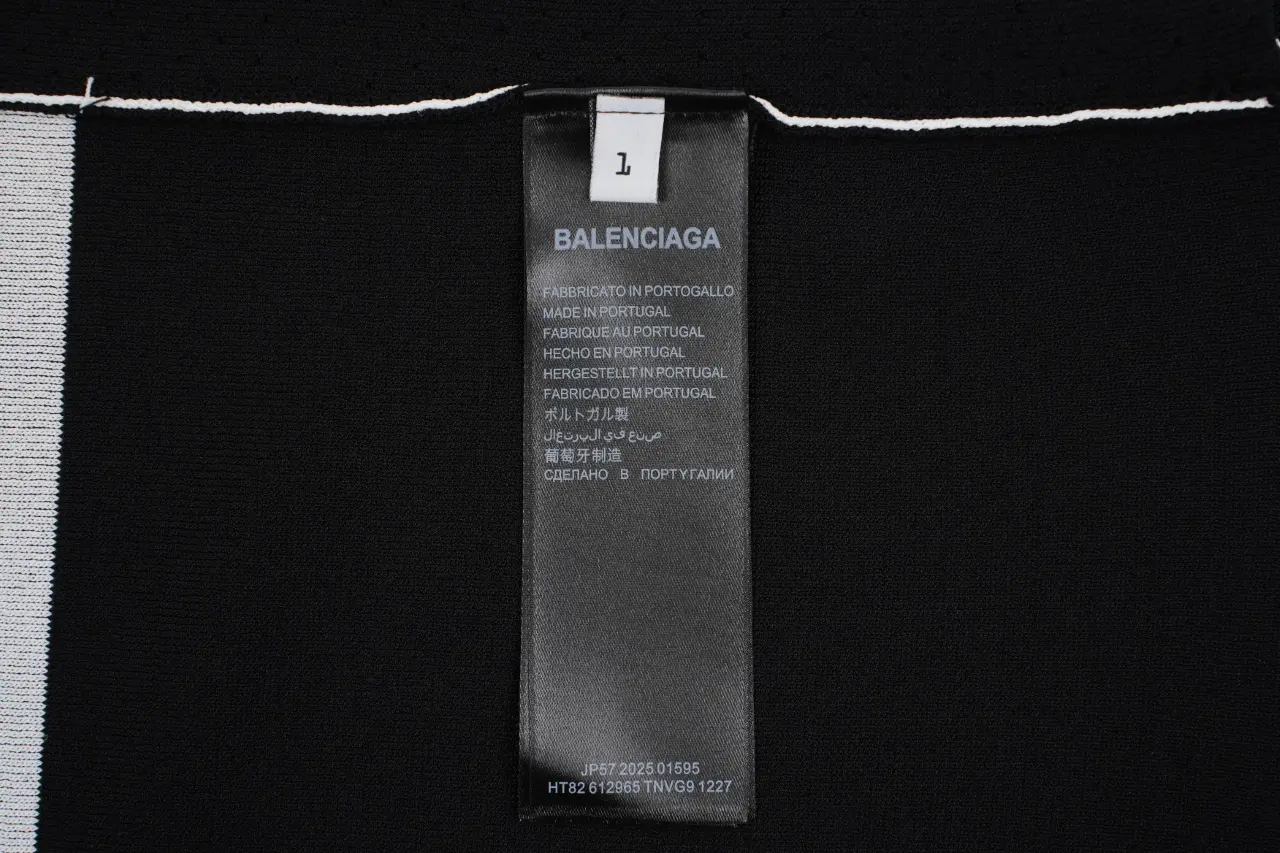 1
BALENCIAGA
FABBRICATO IN PORTOGALLO
MADE IN PORTUGAL
FABRIQUE AU PORTUGAL
HECHO EN PORTUGAL
HERGESTELLT IN PORTUGAL
FABRICADO EM PORTUGAL
ポルトガル製
صنع في البرتغال
葡萄牙制造
СДЕЛАНО В ПОРТУГАЛИИ
JP57 2025 01595
HT82 612965 TNVG9 1227